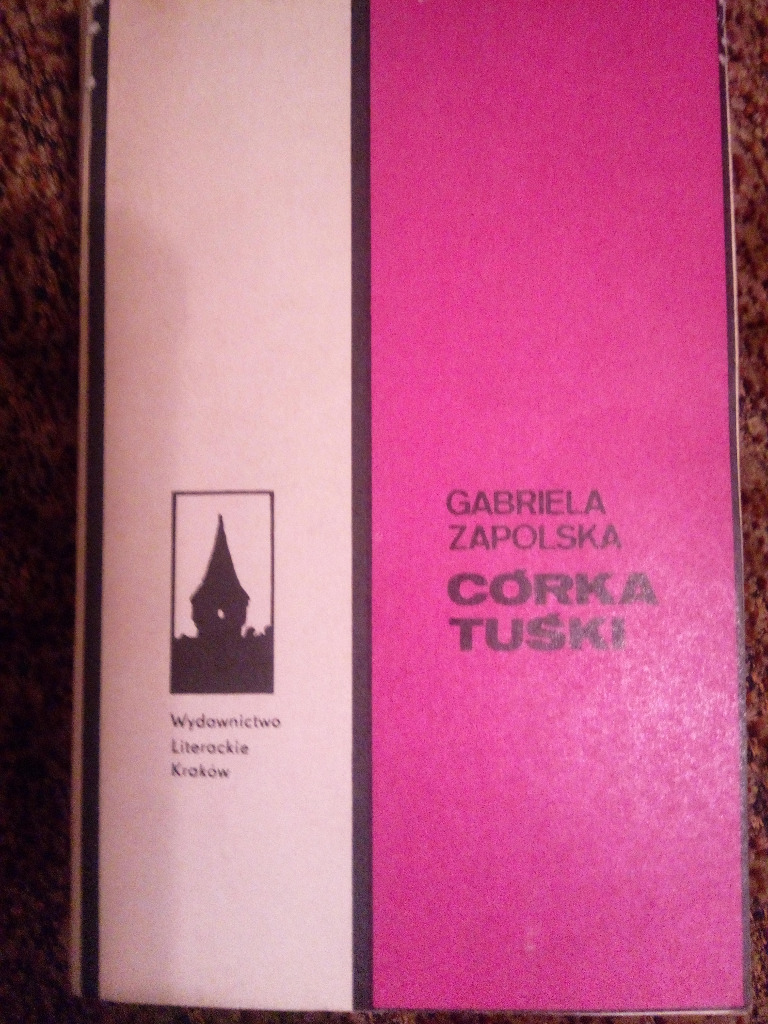 GABRIELA
ZAPOLSKA
CÓRKA
TUŚKI
Wydawnictwo
Literackie
Kraków